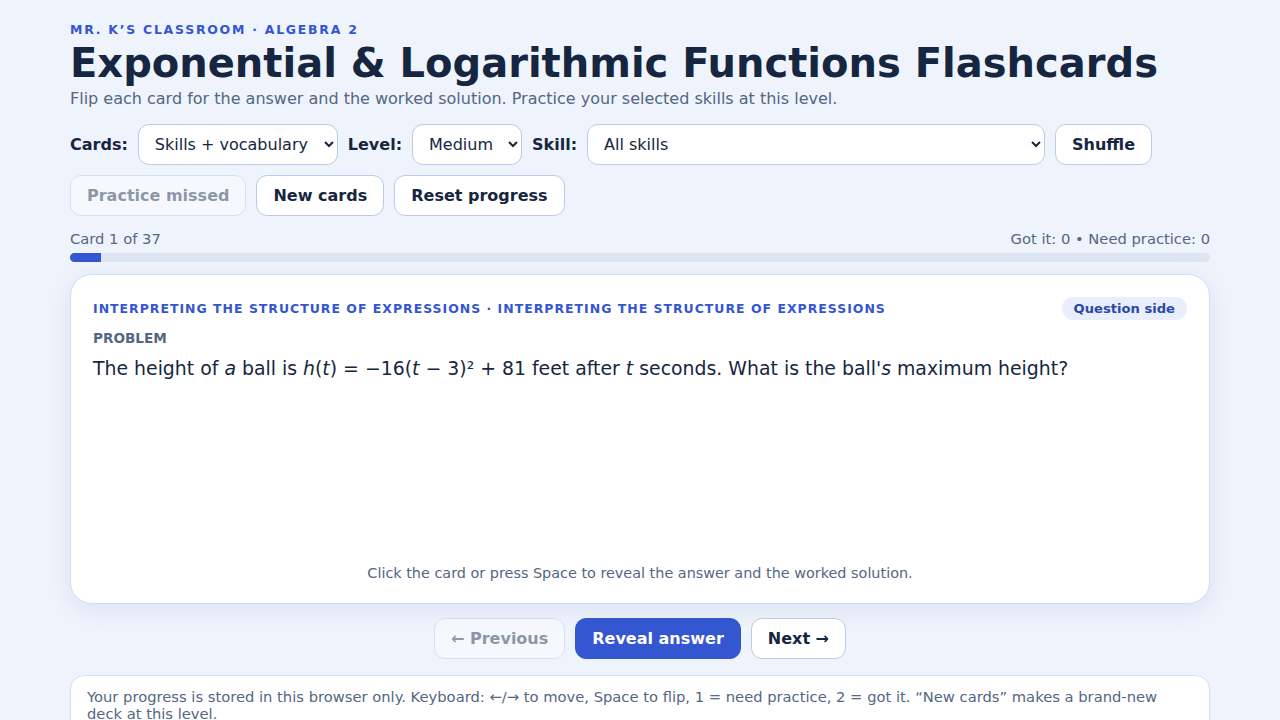 MR. K’S CLASSROOM · ALGEBRA 2
Exponential & Logarithmic Functions Flashcards
Flip each card for the answer and the worked solution. Practice your selected skills at this level.
Cards: Skills + vocabulary Level: Medium Skill: All skills Shuffle
Practice missed New cards Reset progress
Card 1 of 37 Got it: 0 • Need practice: 0
INTERPRETING THE STRUCTURE OF EXPRESSIONS · INTERPRETING THE STRUCTURE OF EXPRESSIONS Question side
PROBLEM
The height of a ball is h(t) = −16(t − 3)² + 81 feet after t seconds. What is the ball's maximum height?
Click the card or press Space to reveal the answer and the worked solution.
← Previous Reveal answer Next →
Your progress is stored in this browser only. Keyboard: ←/→ to move, Space to flip, 1 = need practice, 2 = got it. “New cards” makes a brand-new
deck at this level.